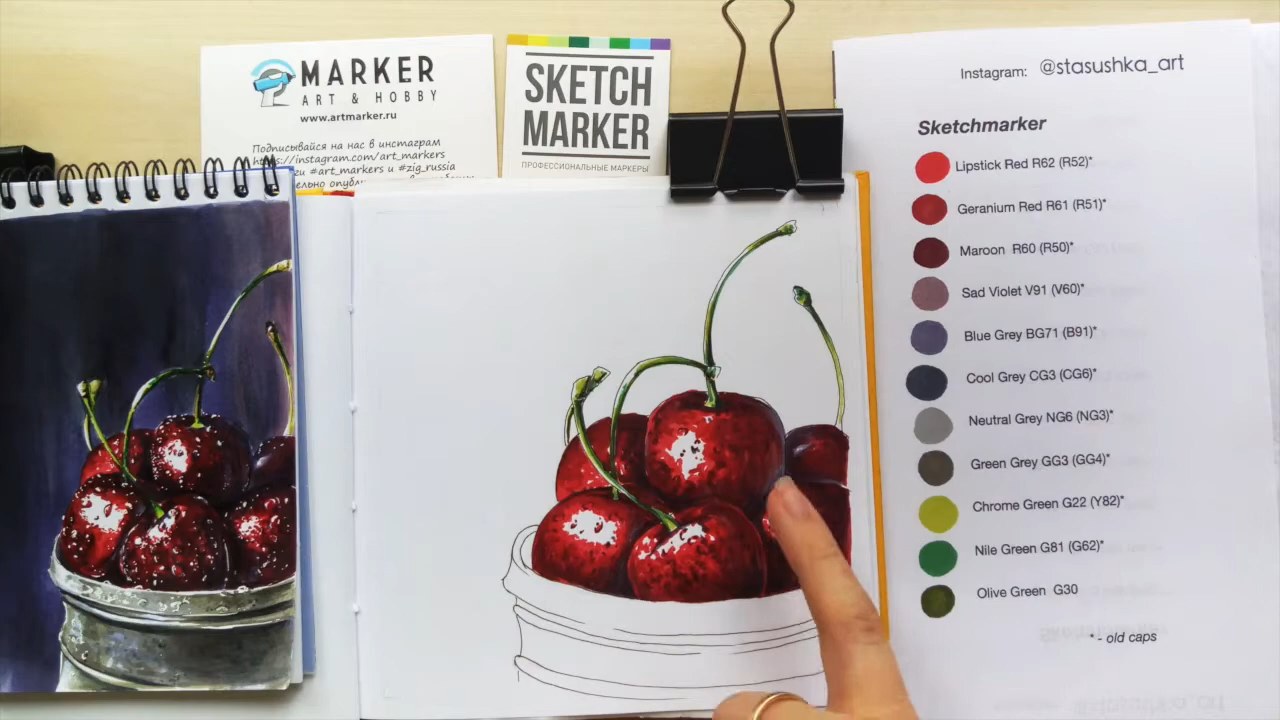 MARKER
ART & HOBBY
www.artmarker.ru
Подписывайся на нас в инстаграм
https://instagram.com/art_markers
#art_markers и #zig_russia
SKETCH
MARKER
ПРОФЕССИОНАЛЬНЫЕ МАРКЕРЫ
Instagram: @stasushka_art
Sketchmarker
Lipstick Red R62 (R52)*
Geranium Red R61 (R51)*
Maroon R60 (R50)*
Sad Violet V91 (V60)*
Blue Grey BG71 (B91)*
Cool Grey CG3 (CG6)*
Neutral Grey NG6 (NG3)*
Green Grey GG3 (GG4)*
Chrome Green G22 (Y82)*
Nile Green G81 (G62)*
Olive Green G30
* - old caps